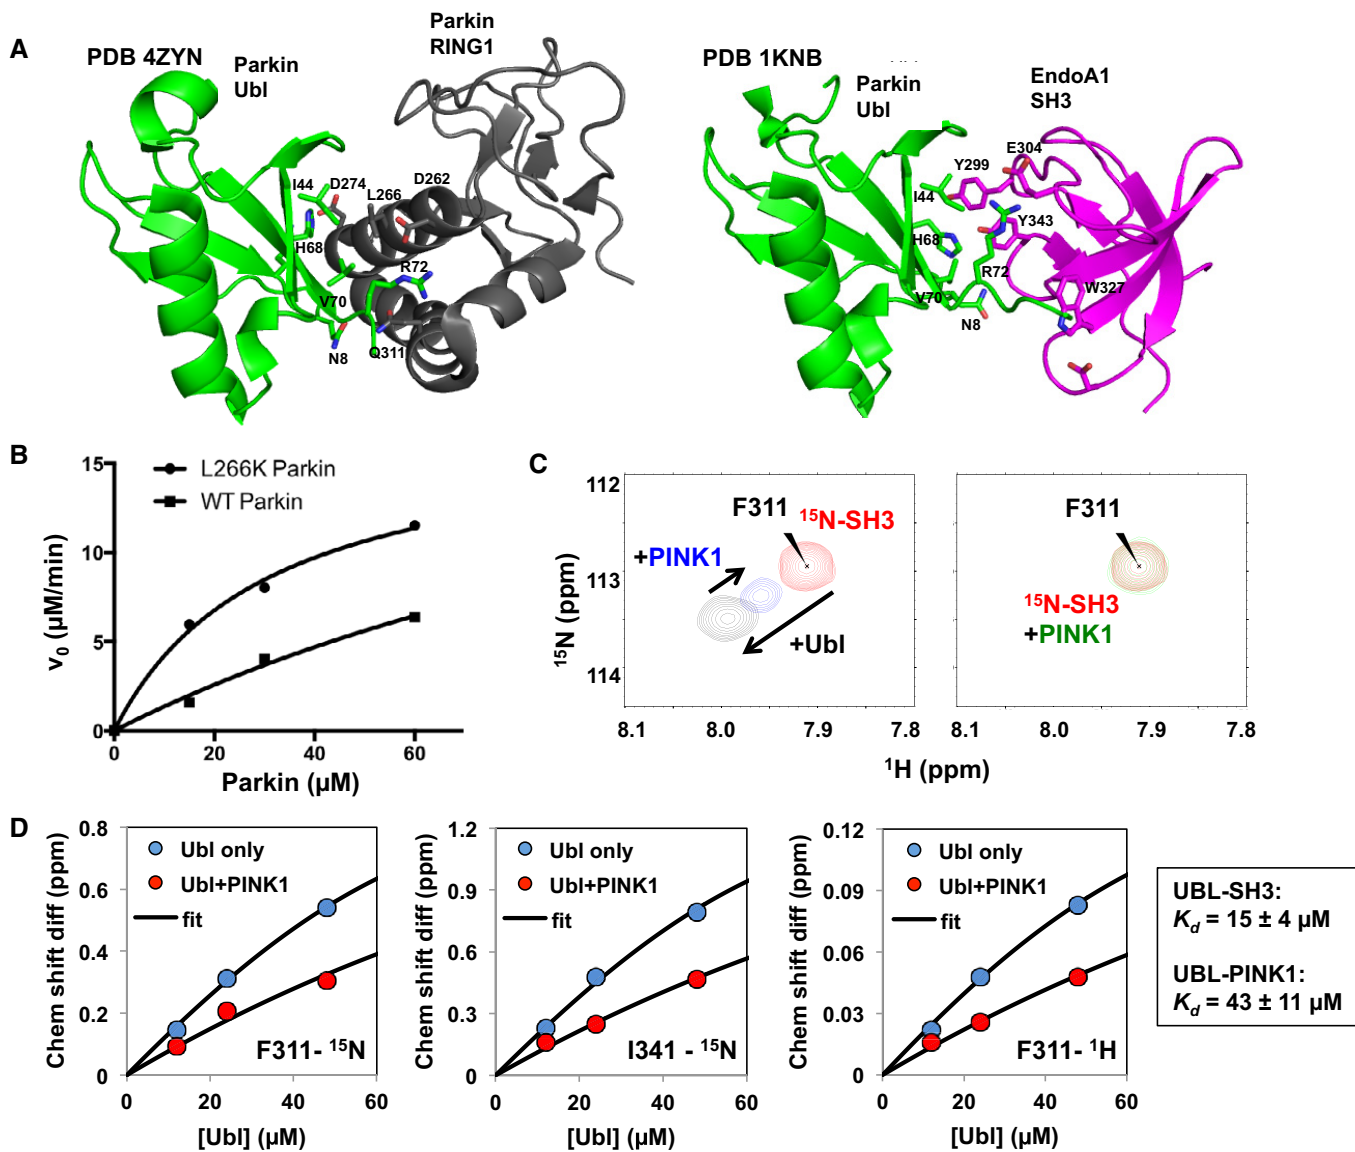 A
PDB 4ZYN
Parkin
Ubl
Parkin
RING1
I44
D274
L266
D262
H68
R72
V70
N8
Q311
PDB 1KNB
Parkin
Ubl
EndoA1
SH3
Y299
E304
I44
Y343
H68
R72
V70
N8
W327
B
15
10
5
0
v0 (µM/min)
L266K Parkin
WT Parkin
0
20
40
60
Parkin (µM)
C
112
113
114
15N (ppm)
F311
15N-SH3
+PINK1
+Ubl
8.1
8.0
7.9
7.8
F311
15N-SH3
+PINK1
8.1
8.0
7.9
7.8
1H (ppm)
D
Chem shift diff (ppm)
0.8
0.6
0.4
0.2
0
Ubl only
Ubl+PINK1
fit
F311- 15N
0
20
40
60
[Ubl] (µM)
Chem shift diff (ppm)
1.2
0.9
0.6
0.3
0
Ubl only
Ubl+PINK1
fit
I341 - 15N
0
20
40
60
[Ubl] (µM)
Chem shift diff (ppm)
0.12
0.09
0.06
0.03
0
Ubl only
Ubl+PINK1
fit
F311- 1H
0
20
40
60
[Ubl] (µM)
UBL-SH3:
Kd = 15 ± 4 µM
UBL-PINK1:
Kd = 43 ± 11 µM